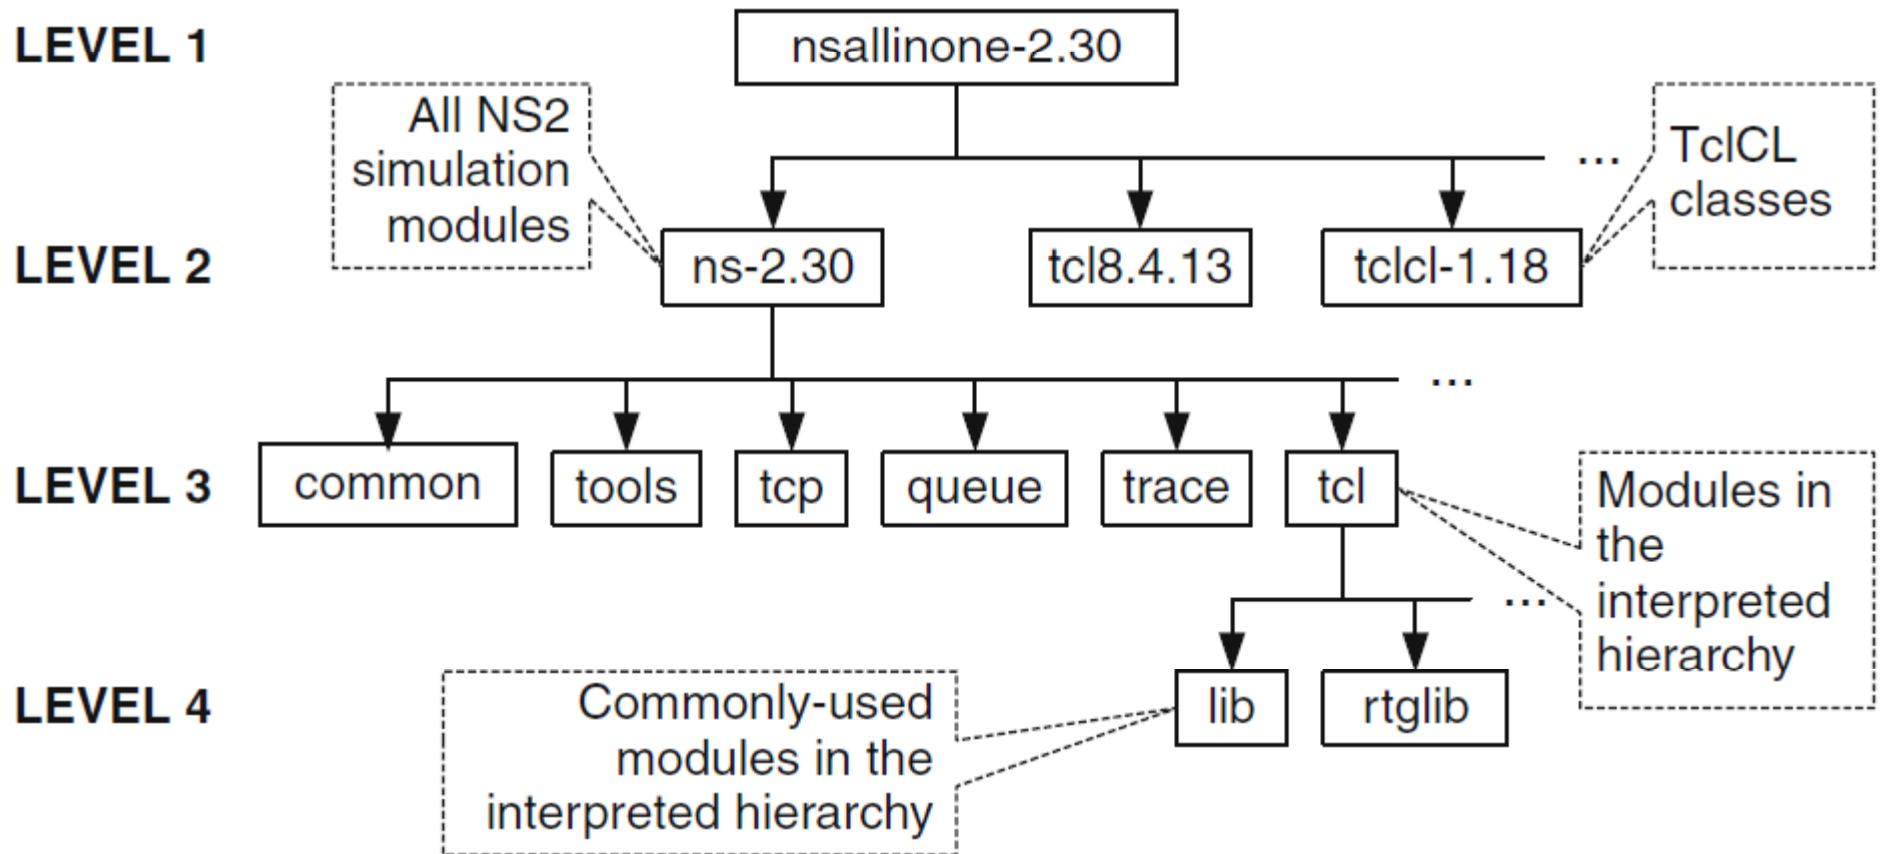 LEVEL 1
nsallinone-2.30
All NS2
simulation
modules
...
TclCL
classes
LEVEL 2
ns-2.30
tcl8.4.13
tclcl-1.18
...
LEVEL 3
common
tools
tcp
queue
trace
tcl
Modules in
the
interpreted
hierarchy
...
LEVEL 4
Commonly-used
modules in the
interpreted hierarchy
lib
rtglib